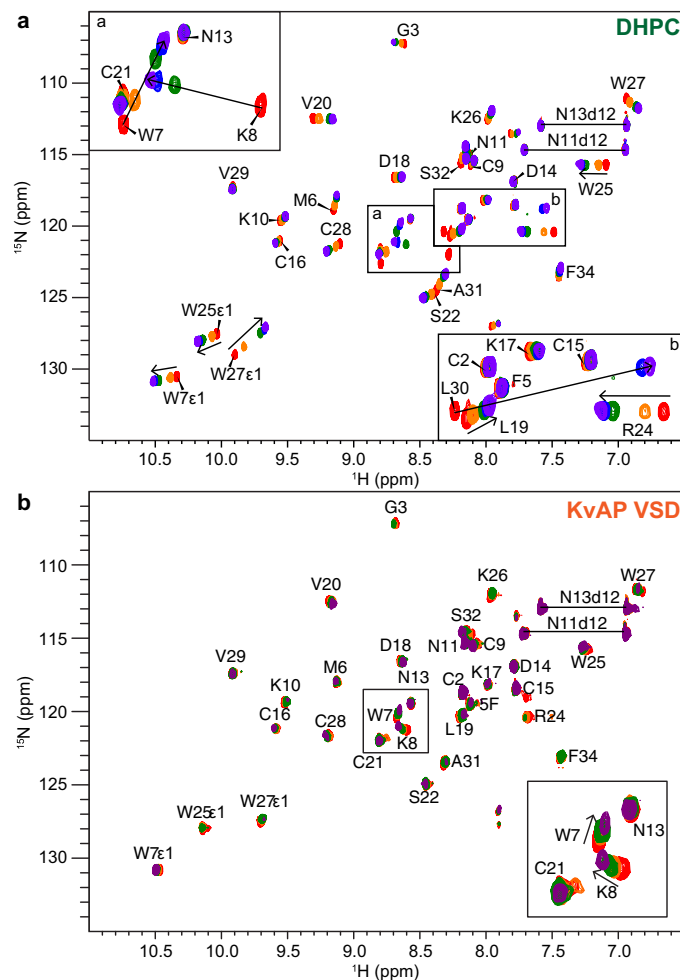 a
DHPC
a
N13
C21
W7
K8
G3
V20
K26
W27
N13d12
N11d12
N11
D18
S32
C9
D14
W25
V29
M6
K10
C16
C28
a
b
A31
S22
F34
W25ε1
W27ε1
W7ε1
b
K17
C15
C2
F5
L30
L19
R24
110
115
120
125
130
15N (ppm)
10.5 10.0 9.5 9.0 8.5 8.0 7.5 7.0
1H (ppm)
b
KvAP VSD
G3
V20
K26
W27
N13d12
N11d12
S32
N11
C9
W25
D18
V29
M6
N13
C2
K17
D14
C15
K10
C16
C28
W7
K8
5F
L19
R24
C21
A31
F34
S22
W27ε1
W25ε1
W7ε1
W7
N13
C21
K8
110
115
120
125
130
15N (ppm)
10.5 10.0 9.5 9.0 8.5 8.0 7.5 7.0
1H (ppm)